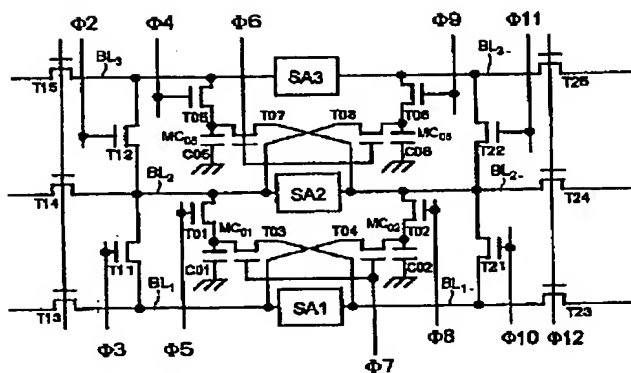 Φ2 Φ4 Φ6 Φ9 Φ11
BL3 SA3 BL3-
T15 T05 T07 T08 T06 T25
T12 MC05 C05 MC06 C06 T22
T14 BL2 SA2 BL2- T24
T01 MC01 T03 T04 MC02 T02
T11 C01 C02 T21
T13 BL1 SA1 BL1- T23
Φ3 Φ5 Φ7 Φ8 Φ10 Φ12